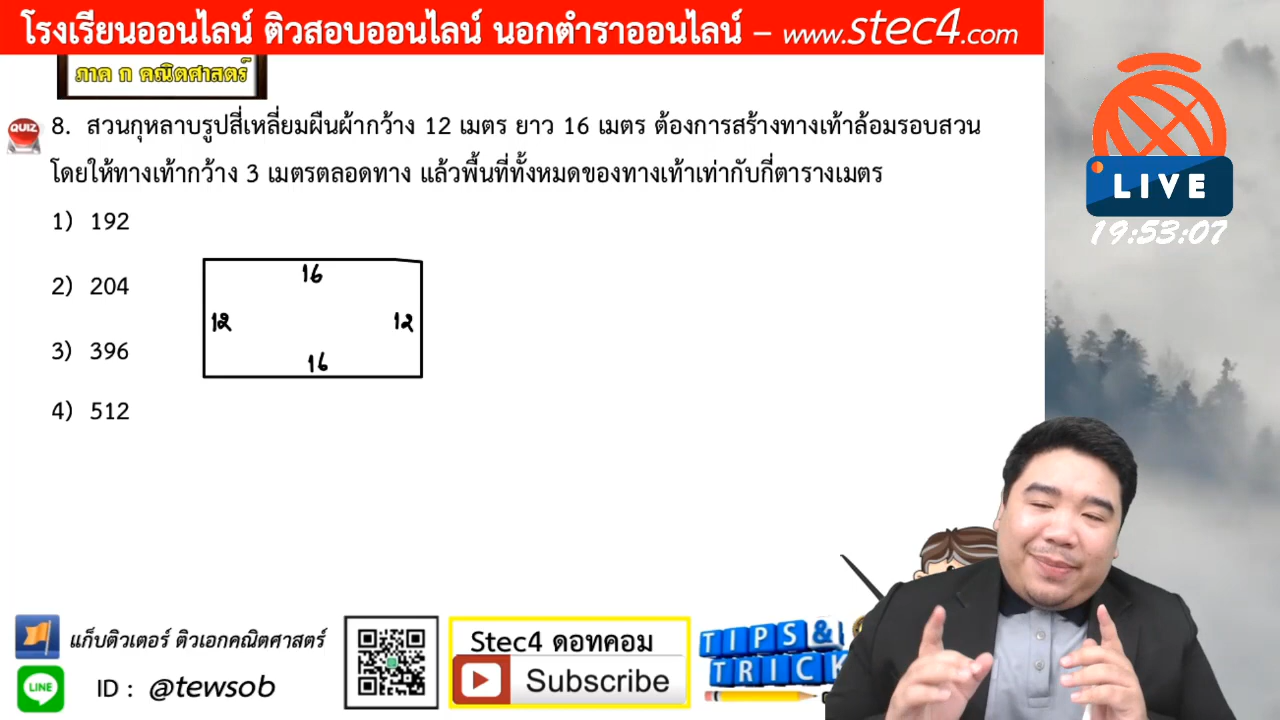 โรงเรียนออนไลน์ ติวสอบออนไลน์ นอกตำราออนไลน์ – www.stec4.com
ภาค ก คณิตศาสตร์
LIVE
19:53:07
QUIZ
8. สวนกุหลาบรูปสี่เหลี่ยมผืนผ้ากว้าง 12 เมตร ยาว 16 เมตร ต้องการสร้างทางเท้าล้อมรอบสวน
โดยให้ทางเท้ากว้าง 3 เมตรตลอดทาง แล้วพื้นที่ทั้งหมดของทางเท้าเท่ากับกี่ตารางเมตร
1) 192
2) 204
3) 396
4) 512
16
12 12
16
แก็บติวเตอร์ ติวเอกคณิตศาสตร์
LINE
ID : @tewsob
Stec4 ดอทคอม
Subscribe
TIPS &
TRICK